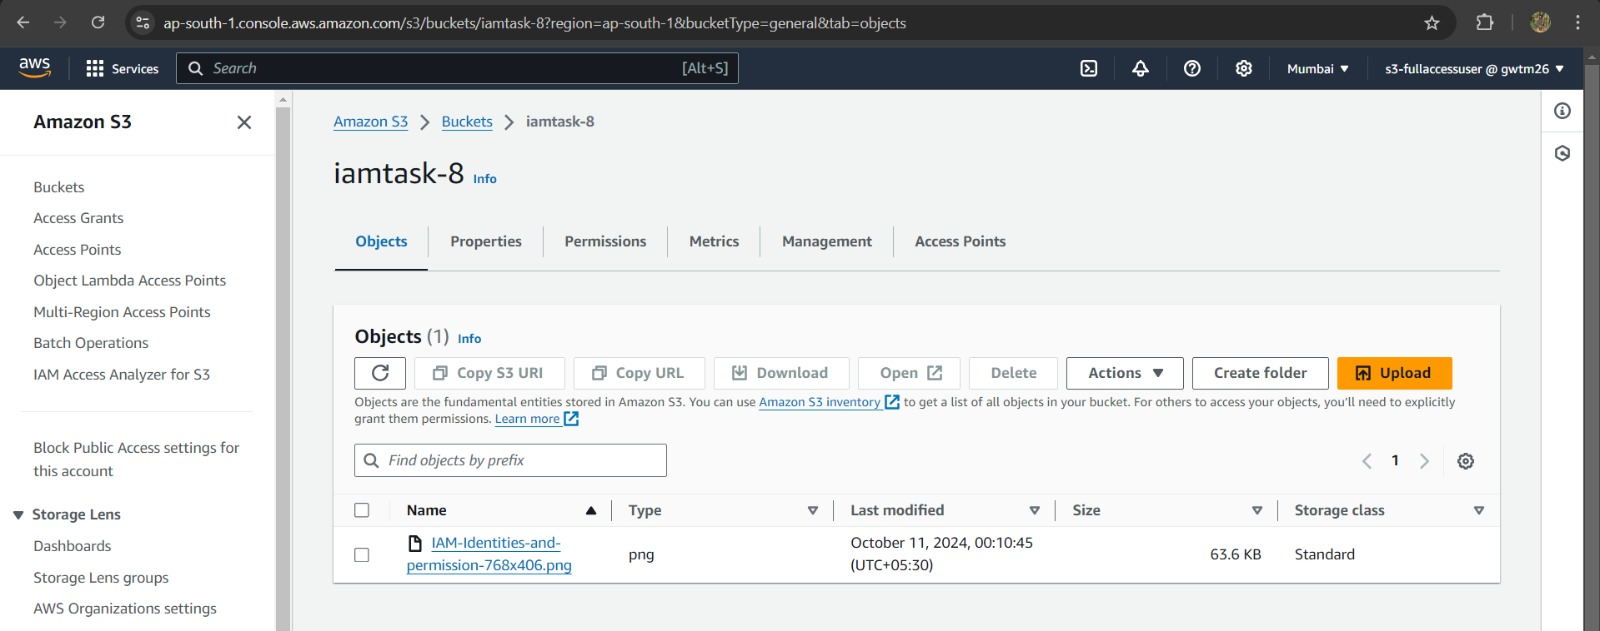 ap-south-1.console.aws.amazon.com/s3/buckets/iamtask-8?region=ap-south-1&bucketType=general&tab=objects
aws
Services
Search
[Alt+S]
Mumbai
s3-fullaccessuser @ gwtm26
Amazon S3
Buckets
Access Grants
Access Points
Object Lambda Access Points
Multi-Region Access Points
Batch Operations
IAM Access Analyzer for S3
Block Public Access settings for
this account
Storage Lens
Dashboards
Storage Lens groups
AWS Organizations settings
Amazon S3 Buckets iamtask-8
iamtask-8 Info
Objects Properties Permissions Metrics Management Access Points
Objects (1) Info
Copy S3 URI Copy URL Download Open Delete Actions Create folder Upload
Objects are the fundamental entities stored in Amazon S3. You can use Amazon S3 inventory to get a list of all objects in your bucket. For others to access your objects, you'll need to explicitly
grant them permissions. Learn more
Find objects by prefix
1
Name Type Last modified Size Storage class
IAM-Identities-and-
permission-768x406.png
png
October 11, 2024, 00:10:45
(UTC+05:30)
63.6 KB
Standard